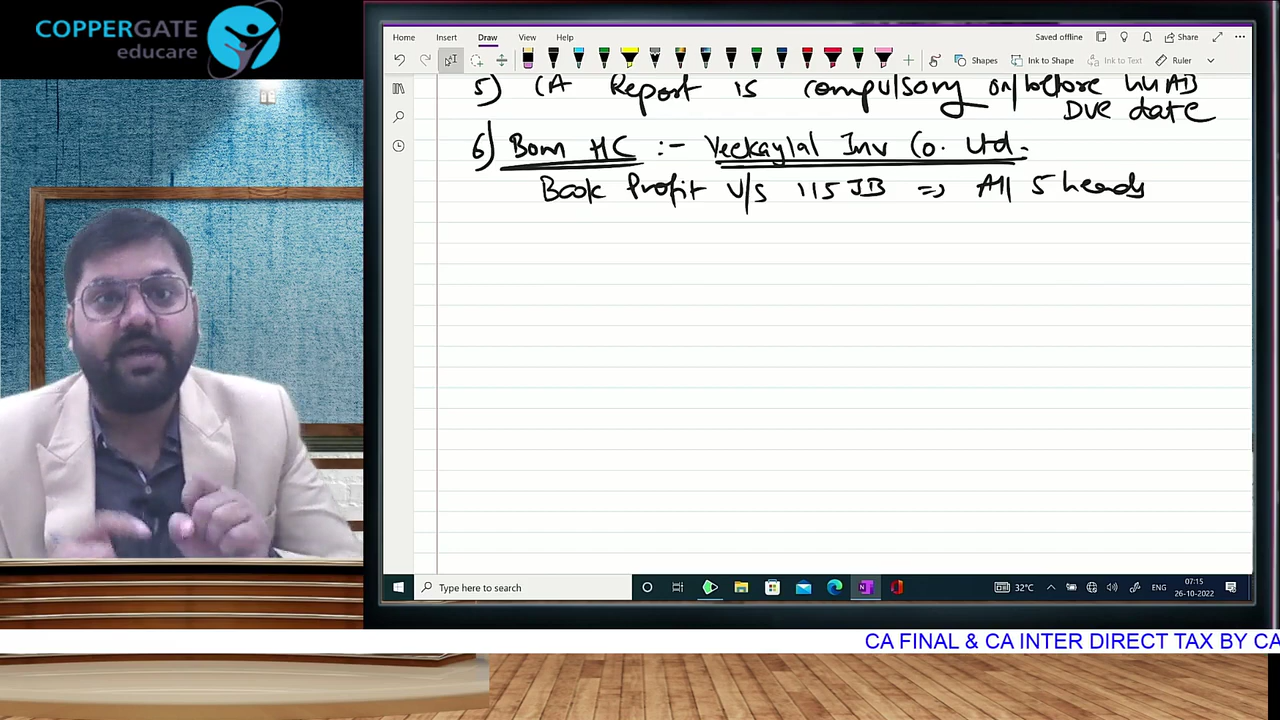 COPPERGATE
educare
Home Insert Draw View Help
Saved offline
Share
Shapes
Ink to Shape
Ink to Text
Ruler
5) CA Report is compulsory on/before 44AB
Due date
6) Bom HC :- Veekaylal Inv Co. Ltd.
Book Profit U/S 115JB => All 5 heads
Type here to search
32°C
ENG
07:15
26-10-2022
CA FINAL & CA INTER DIRECT TAX BY CA